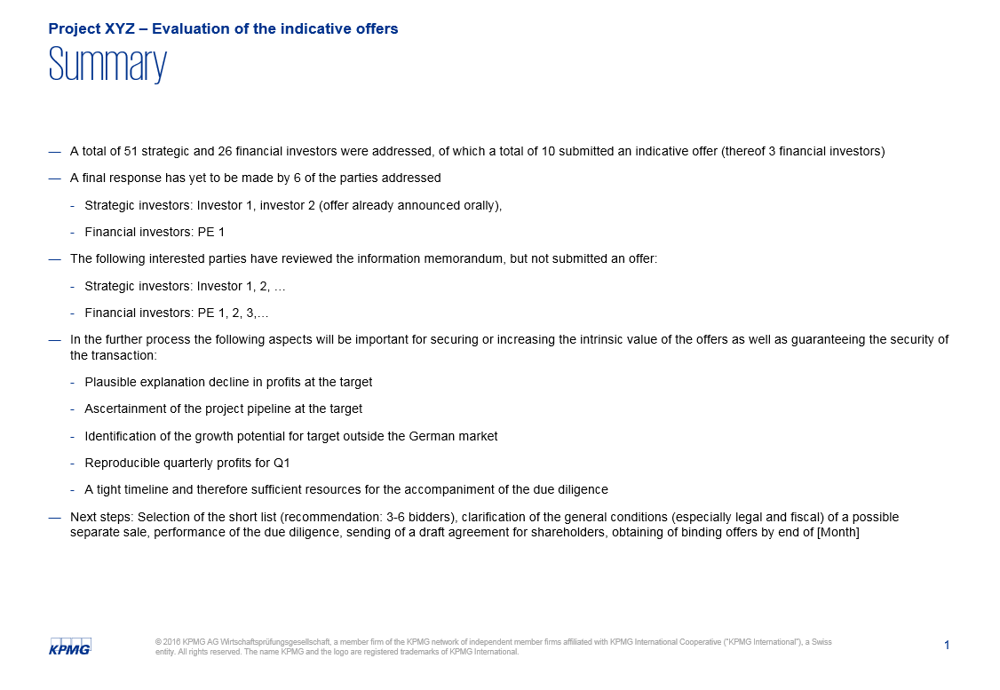 Project XYZ – Evaluation of the indicative offers
Summary
— A total of 51 strategic and 26 financial investors were addressed, of which a total of 10 submitted an indicative offer (thereof 3 financial investors)
— A final response has yet to be made by 6 of the parties addressed
- Strategic investors: Investor 1, investor 2 (offer already announced orally),
- Financial investors: PE 1
— The following interested parties have reviewed the information memorandum, but not submitted an offer:
- Strategic investors: Investor 1, 2, …
- Financial investors: PE 1, 2, 3,…
— In the further process the following aspects will be important for securing or increasing the intrinsic value of the offers as well as guaranteeing the security of
the transaction:
- Plausible explanation decline in profits at the target
- Ascertainment of the project pipeline at the target
- Identification of the growth potential for target outside the German market
- Reproducible quarterly profits for Q1
- A tight timeline and therefore sufficient resources for the accompaniment of the due diligence
— Next steps: Selection of the short list (recommendation: 3-6 bidders), clarification of the general conditions (especially legal and fiscal) of a possible
separate sale, performance of the due diligence, sending of a draft agreement for shareholders, obtaining of binding offers by end of [Month]
KPMG
© 2016 KPMG AG Wirtschaftsprüfungsgesellschaft, a member firm of the KPMG network of independent member firms affiliated with KPMG International Cooperative ("KPMG International"), a Swiss
entity. All rights reserved. The name KPMG and the logo are registered trademarks of KPMG International.
1